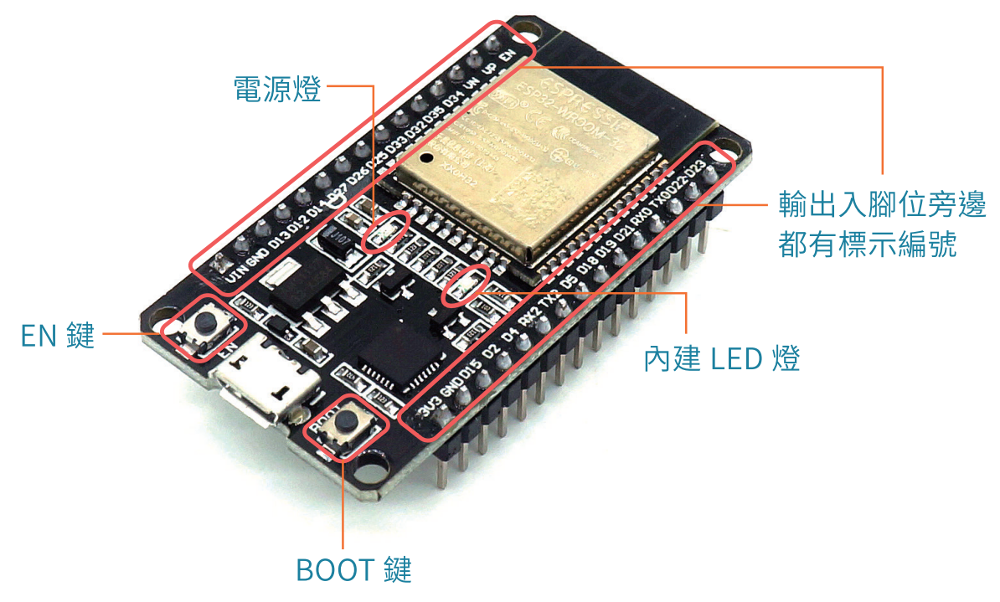 電源燈
輸出入腳位旁邊
都有標示編號
EN 鍵
內建 LED 燈
BOOT 鍵
EN
VP
VN
D34
D35
D32
D33
D25
D26
D27
D14
D12
D13
GND
VIN
ESPRESSIF
ESP32-WROOM-32
D23
D22
TX0
RX0
D21
D19
D18
D5
TX2
RX2
D4
D2
D15
GND
3V3
EN
BOOT
J107